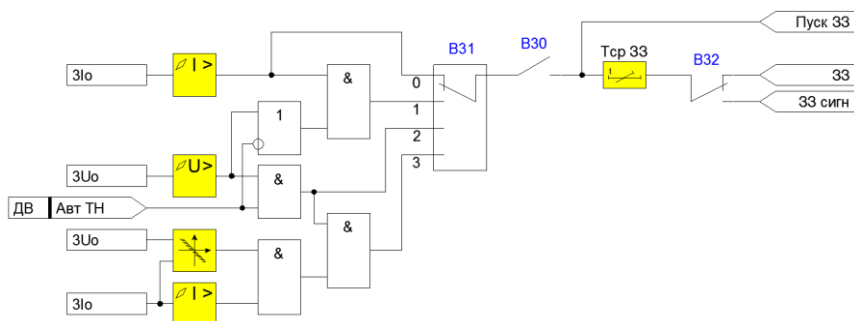 Пуск ЗЗ
B31
B30
Тср ЗЗ
B32
3Io
I >
&
0
ЗЗ
1
1
ЗЗ сигн
2
3Uo
U>
&
3
ДВ
Авт ТН
&
3Uo
&
3Io
I >